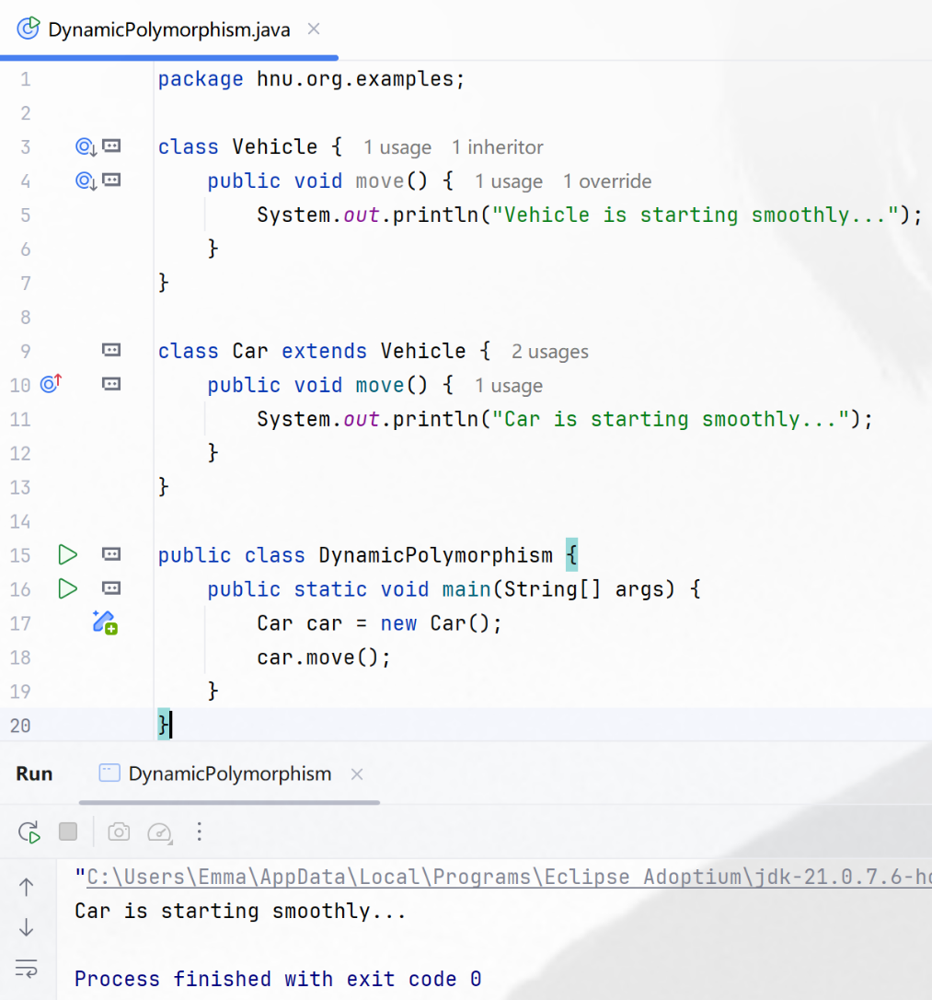 DynamicPolymorphism.java
1 package hnu.org.examples;
2
3 class Vehicle { 1 usage 1 inheritor
4 public void move() { 1 usage 1 override
5 System.out.println("Vehicle is starting smoothly...");
6 }
7 }
8
9 class Car extends Vehicle { 2 usages
10 public void move() { 1 usage
11 System.out.println("Car is starting smoothly...");
12 }
13 }
14
15 public class DynamicPolymorphism {
16 public static void main(String[] args) {
17 Car car = new Car();
18 car.move();
19 }
20 }
Run DynamicPolymorphism
"C:\Users\Emma\AppData\Local\Programs\Eclipse Adoptium\jdk-21.0.7.6-ho
Car is starting smoothly...
Process finished with exit code 0